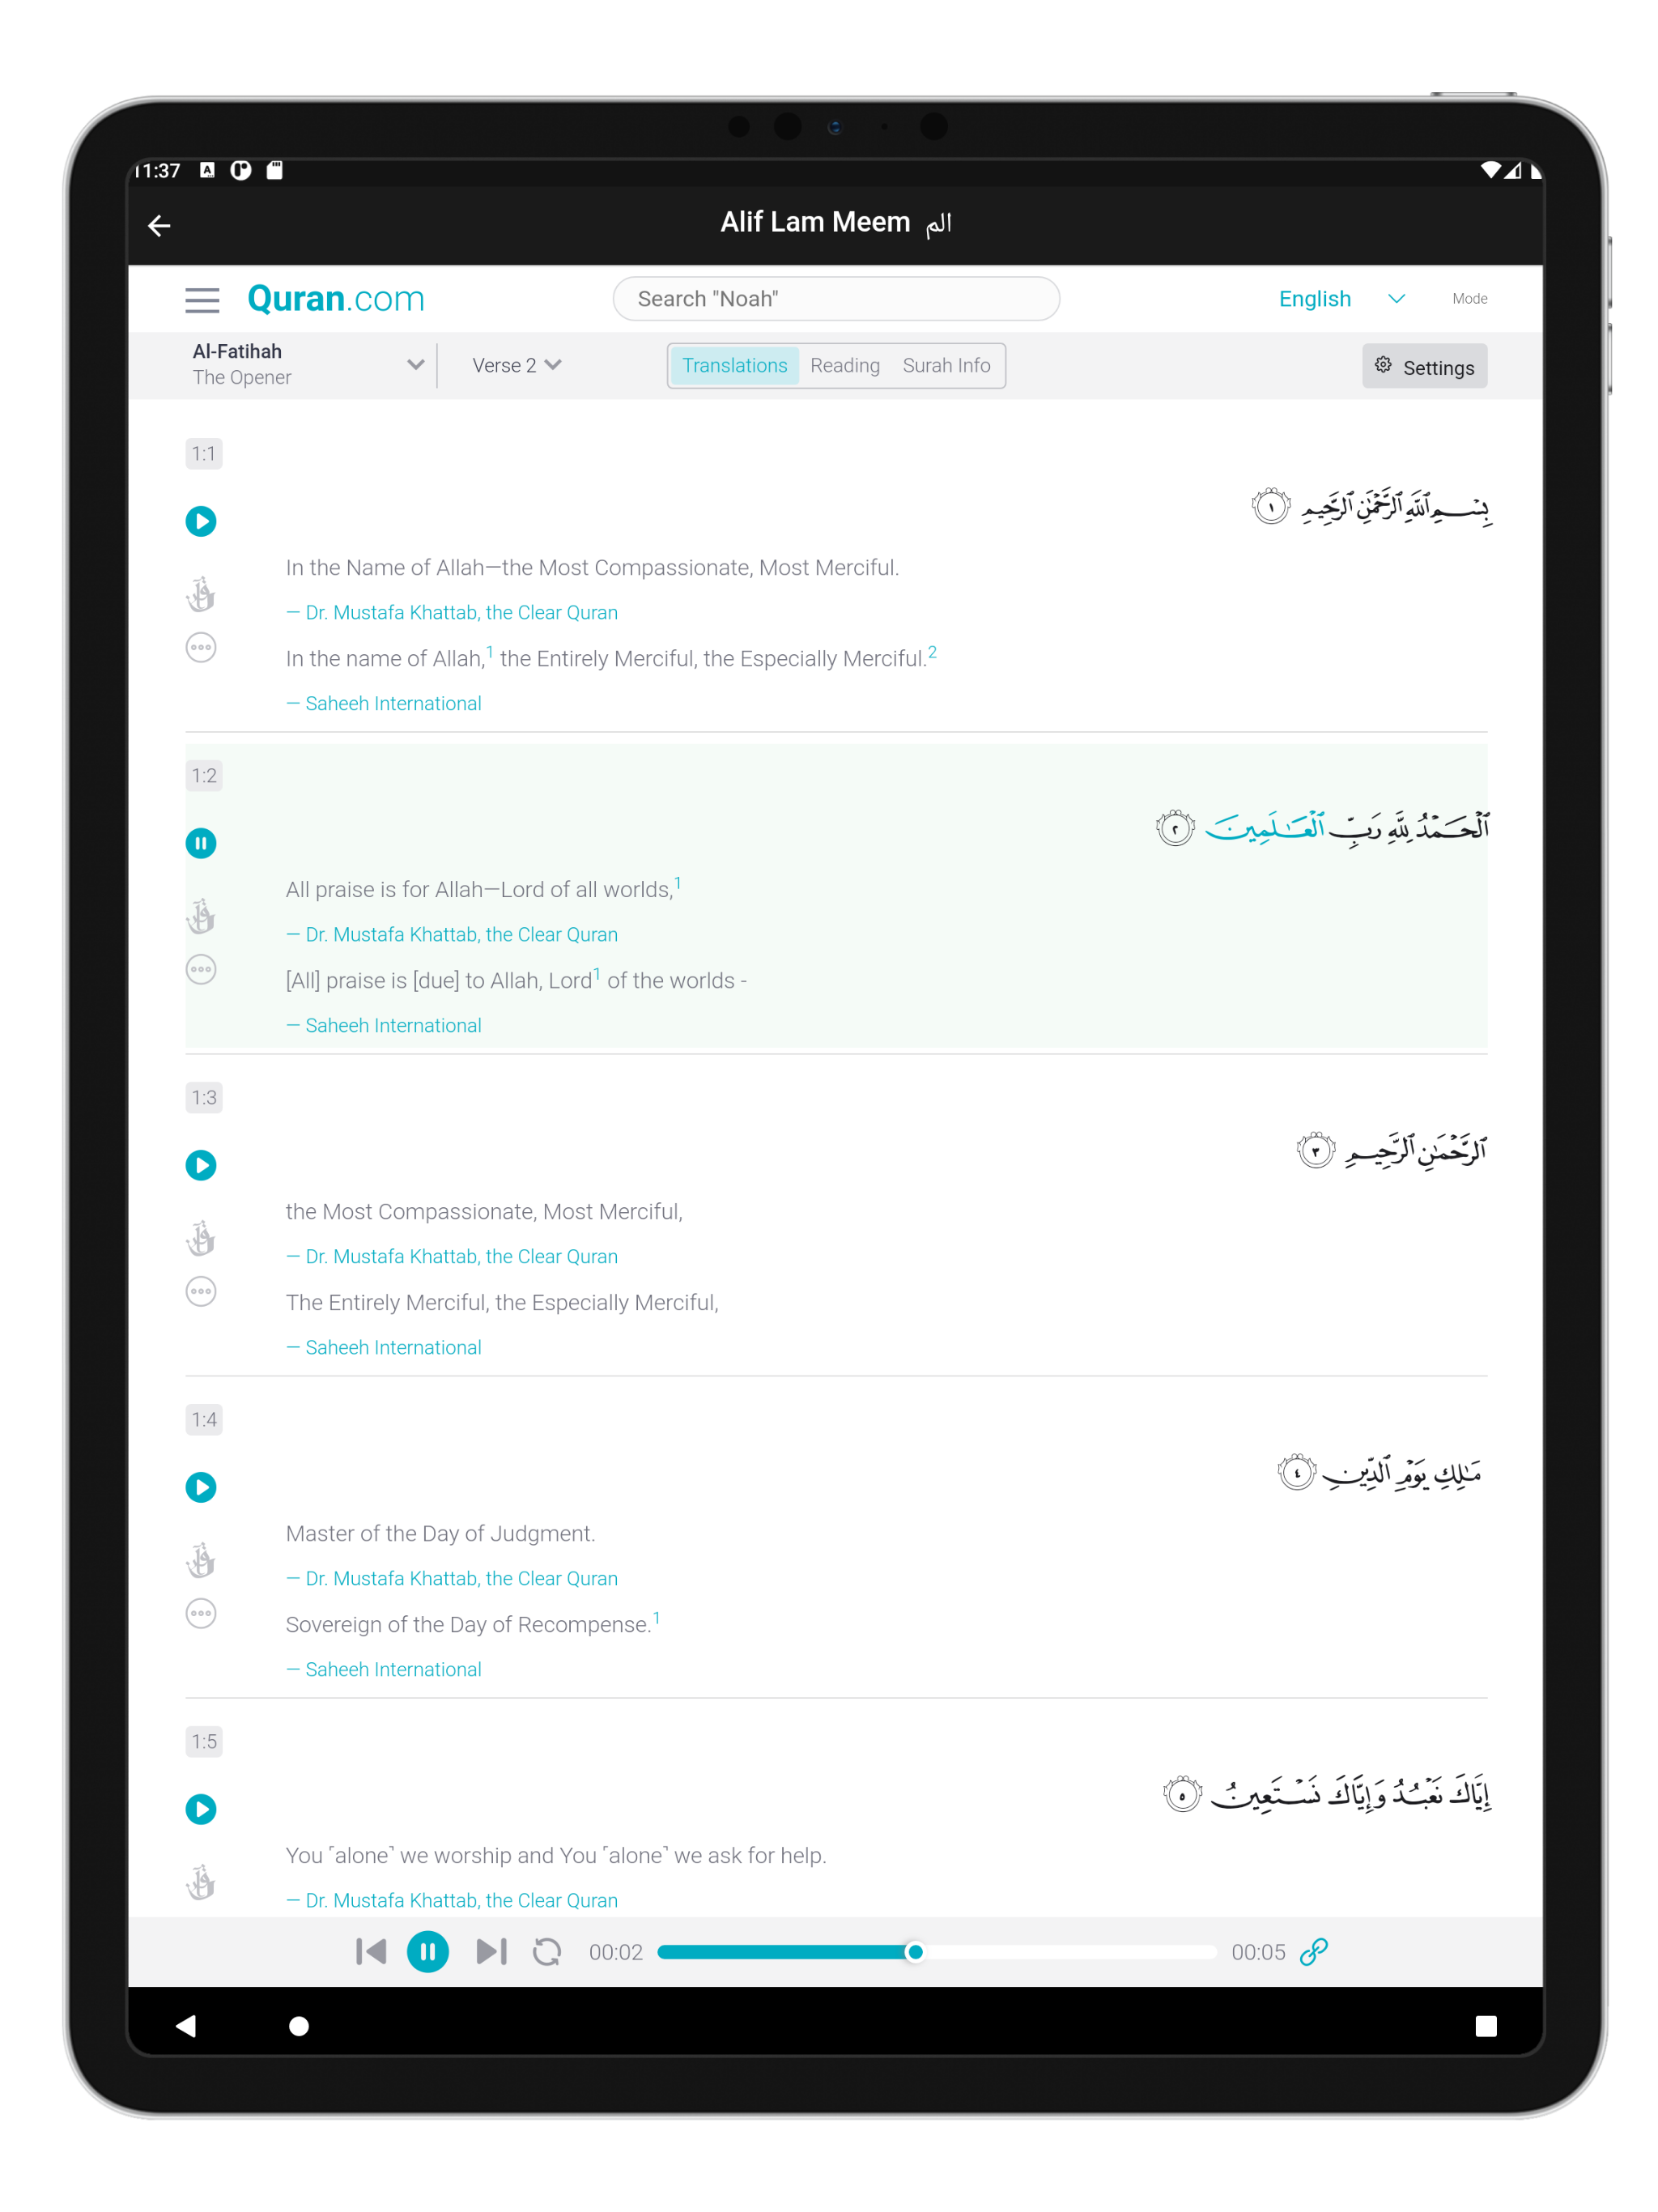 11:37
Alif Lam Meem الم
Quran.com Search "Noah" English Mode
Al-Fatihah
The Opener
Verse 2 Translations Reading Surah Info Settings
1:1
بِسْمِ ٱللَّهِ ٱلرَّحْمَٰنِ ٱلرَّحِيمِ ١
In the Name of Allah—the Most Compassionate, Most Merciful.
— Dr. Mustafa Khattab, the Clear Quran
In the name of Allah,1 the Entirely Merciful, the Especially Merciful.2
— Saheeh International
1:2
ٱلْحَمْدُ لِلَّهِ رَبِّ ٱلْعَـٰلَمِينَ ٢
All praise is for Allah—Lord of all worlds,1
— Dr. Mustafa Khattab, the Clear Quran
[All] praise is [due] to Allah, Lord1 of the worlds -
— Saheeh International
1:3
ٱلرَّحْمَـٰنِ ٱلرَّحِيمِ ٣
the Most Compassionate, Most Merciful,
— Dr. Mustafa Khattab, the Clear Quran
The Entirely Merciful, the Especially Merciful,
— Saheeh International
1:4
مَـٰلِكِ يَوْمِ ٱلدِّينِ ٤
Master of the Day of Judgment.
— Dr. Mustafa Khattab, the Clear Quran
Sovereign of the Day of Recompense.1
— Saheeh International
1:5
إِيَّاكَ نَعْبُدُ وَإِيَّاكَ نَسْتَعِينُ ٥
You ˹alone˺ we worship and You ˹alone˺ we ask for help.
— Dr. Mustafa Khattab, the Clear Quran
00:02 00:05